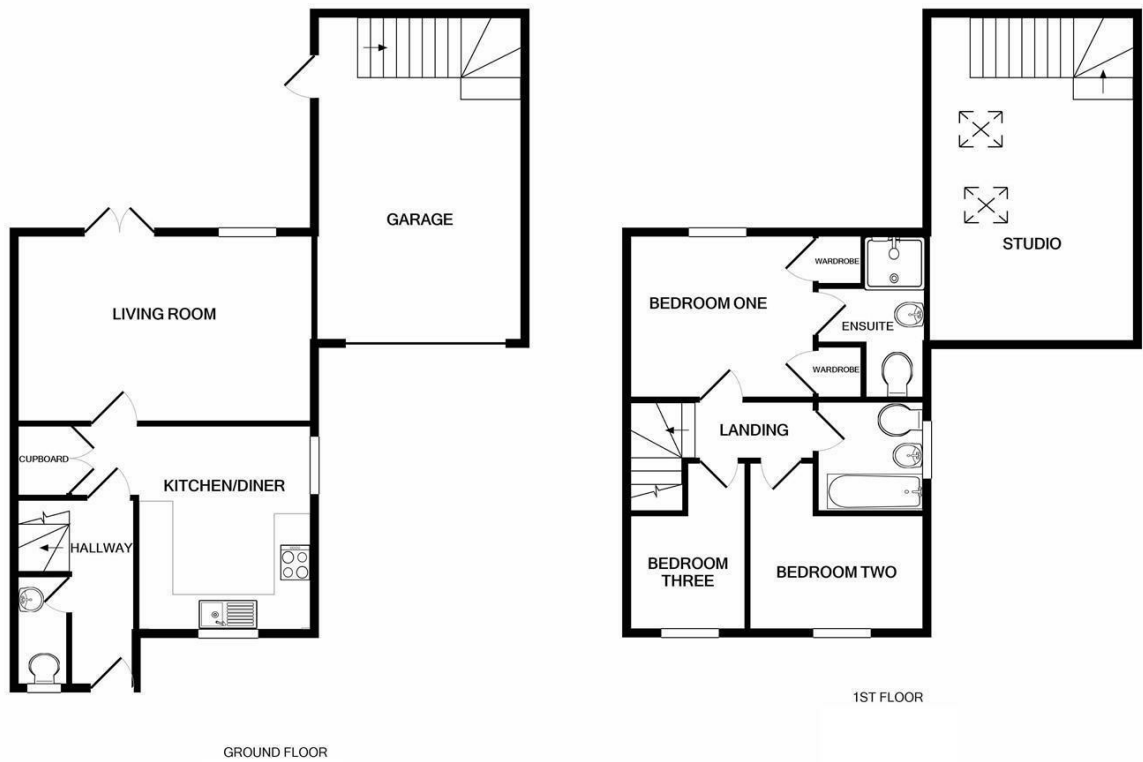 GARAGE
LIVING ROOM
CUPBOARD
KITCHEN/DINER
HALLWAY
GROUND FLOOR
STUDIO
WARDROBE
BEDROOM ONE
ENSUITE
WARDROBE
LANDING
BEDROOM
THREE
BEDROOM TWO
1ST FLOOR